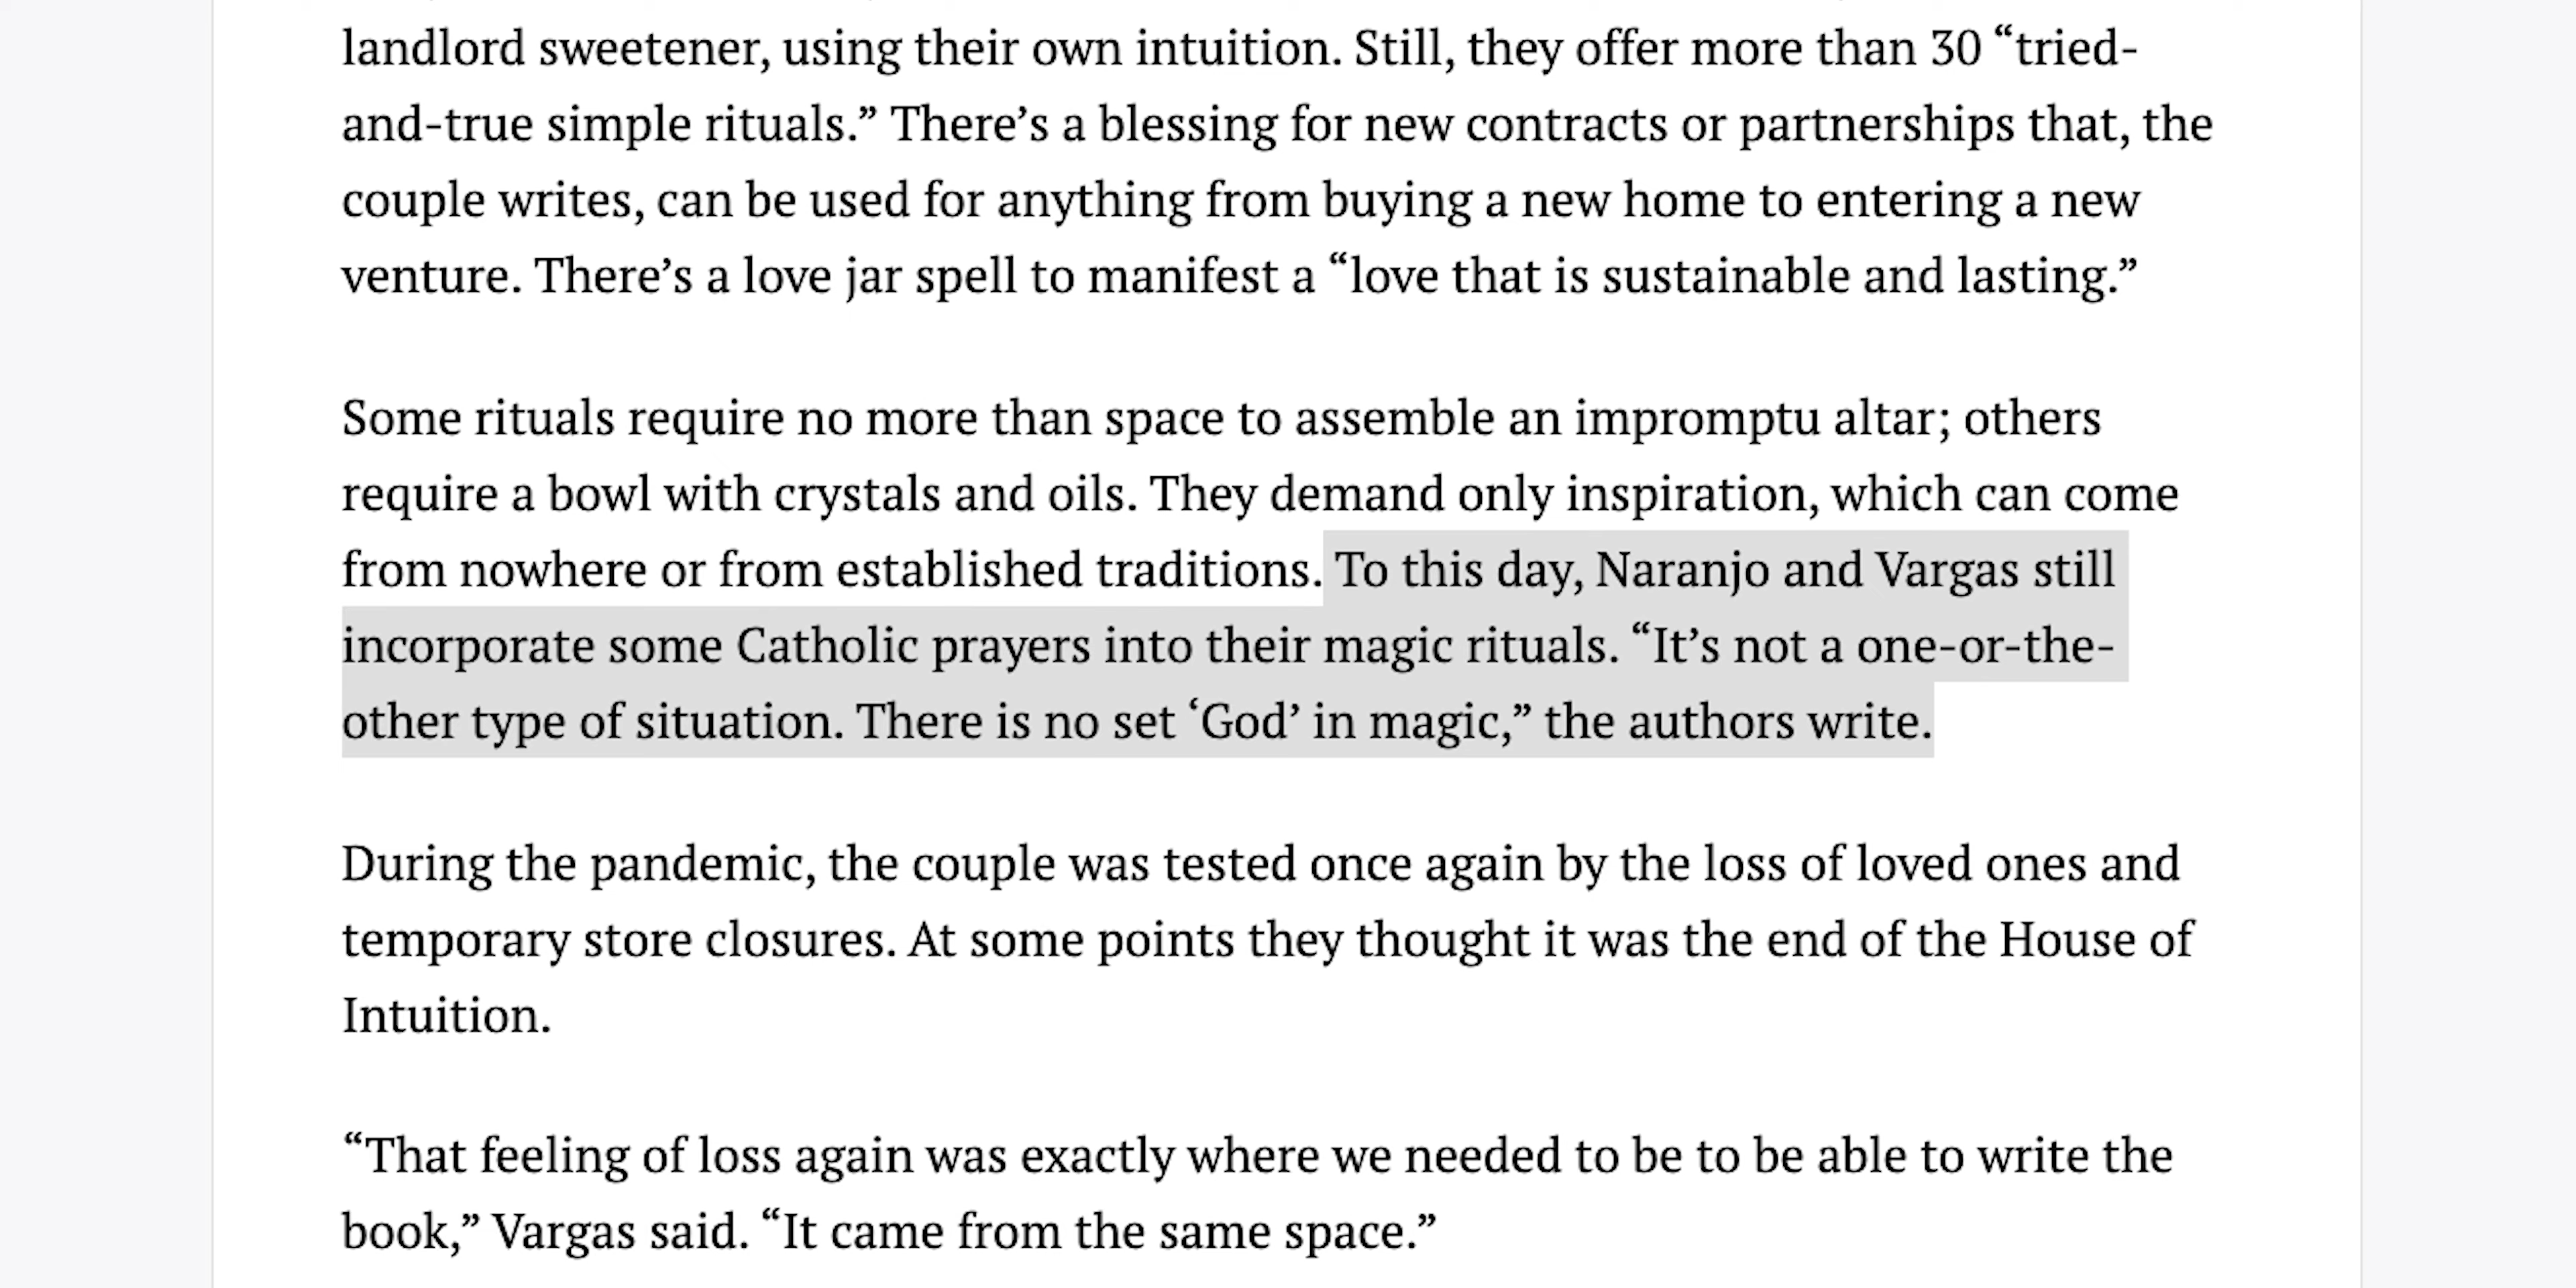 landlord sweetener, using their own intuition. Still, they offer more than 30 “tried-
and-true simple rituals.” There’s a blessing for new contracts or partnerships that, the
couple writes, can be used for anything from buying a new home to entering a new
venture. There’s a love jar spell to manifest a “love that is sustainable and lasting.”
Some rituals require no more than space to assemble an impromptu altar; others
require a bowl with crystals and oils. They demand only inspiration, which can come
from nowhere or from established traditions. To this day, Naranjo and Vargas still
incorporate some Catholic prayers into their magic rituals. “It’s not a one-or-the-
other type of situation. There is no set ‘God’ in magic,” the authors write.
During the pandemic, the couple was tested once again by the loss of loved ones and
temporary store closures. At some points they thought it was the end of the House of
Intuition.
“That feeling of loss again was exactly where we needed to be to be able to write the
book,” Vargas said. “It came from the same space.”